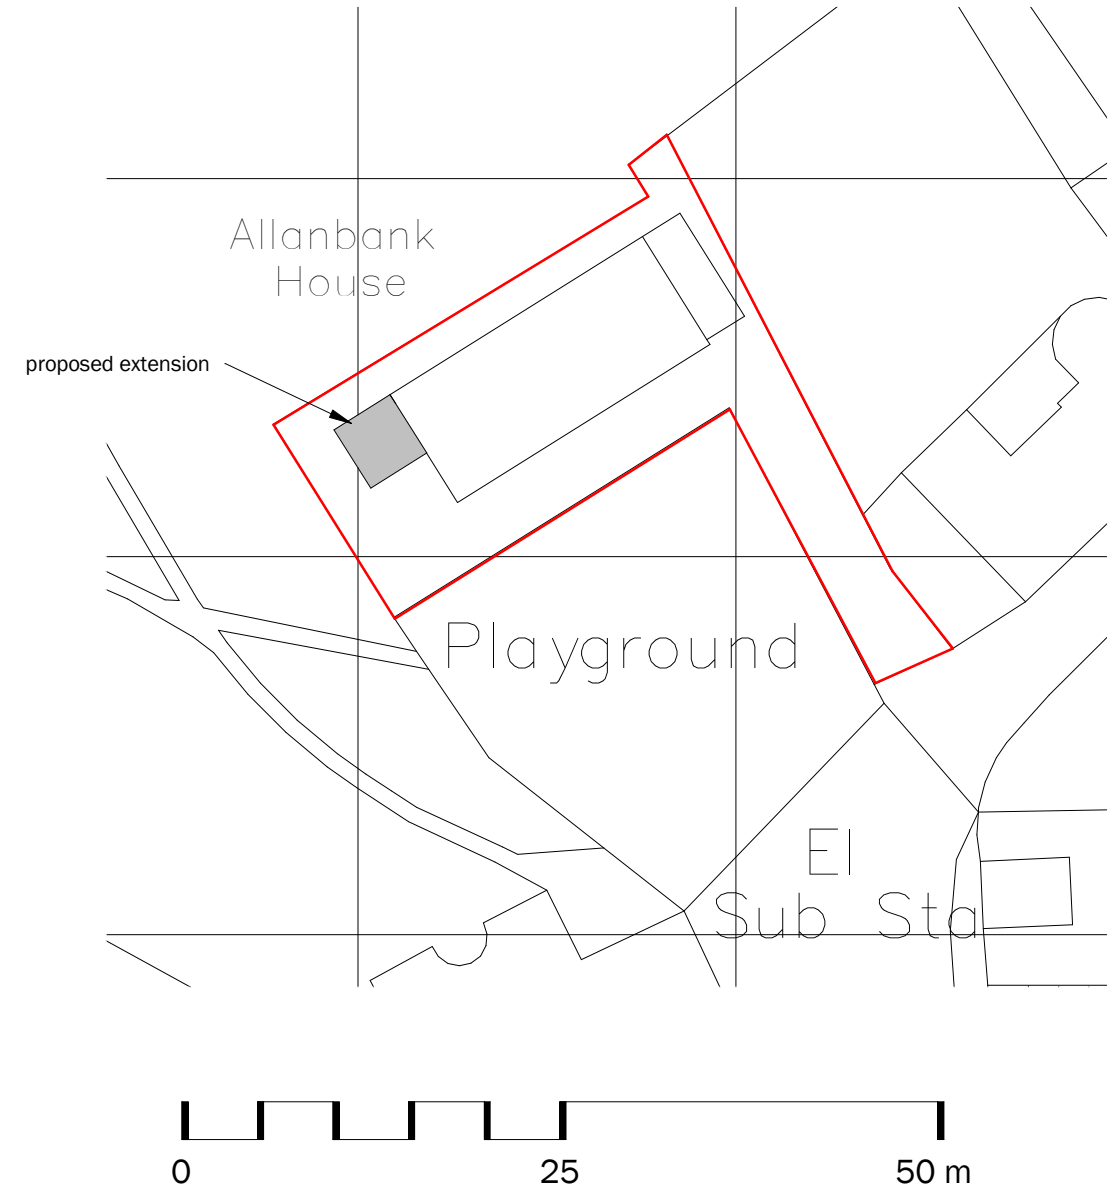 Allanbank
House
proposed extension
Playground
El
Sub Sta
0 25 50 m